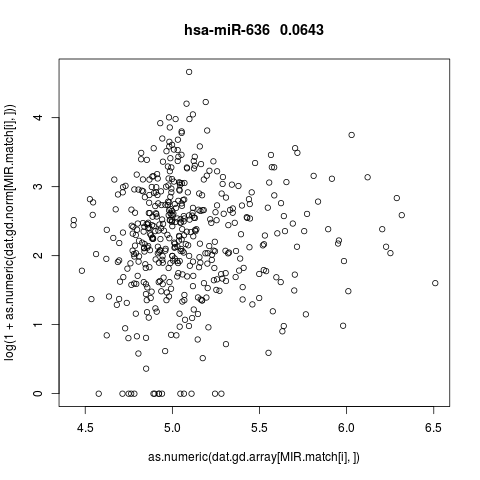 hsa-miR-636 0.0643
log(1 + as.numeric(dat.gd.norm[MIR.match[i], ]))
4
3
2
1
0
4.5 5.0 5.5 6.0 6.5
as.numeric(dat.gd.array[MIR.match[i], ])